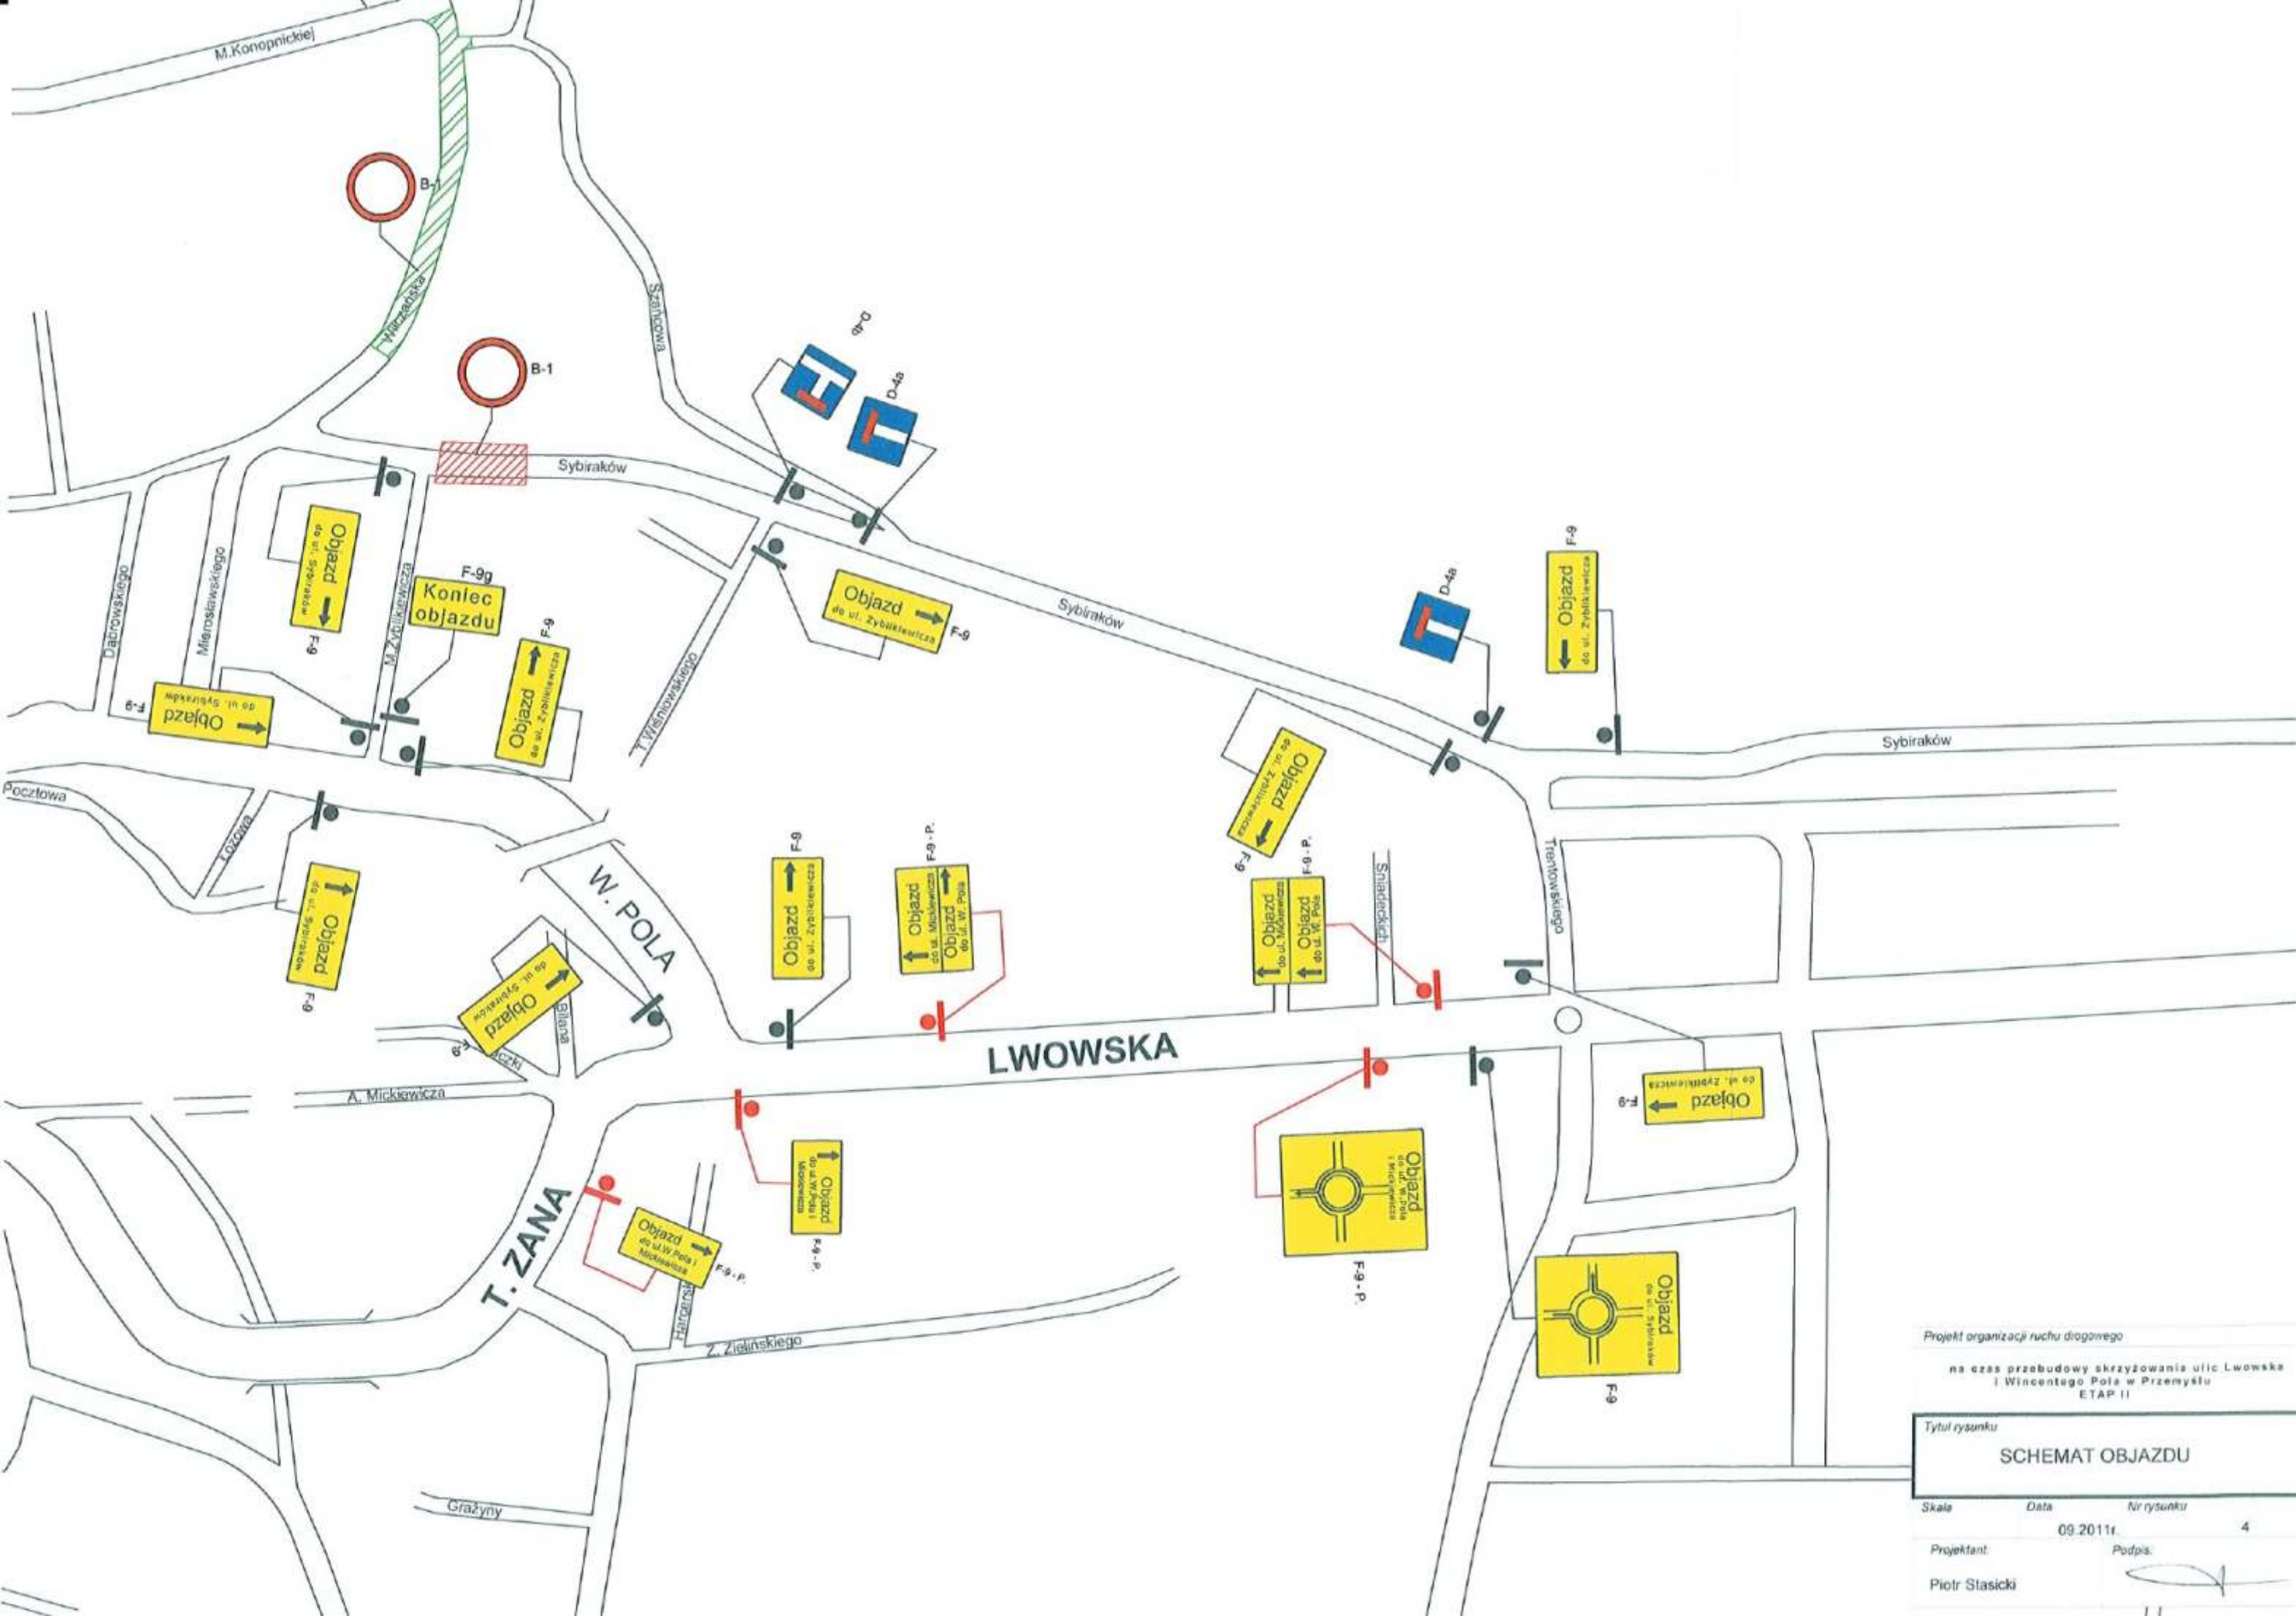 M.Konopnickiej
B-1
Wilczańska
B-1
Szańcowa
D-4b
D-4a
Sybiraków
Objazd
do ul. Sybiraków
F-9
Dąbrowskiego
Mierosławskiego
M.Zyblikiewicza
F-9g
Koniec
objazdu
F-9
Objazd
do ul. Zyblikiewicza
Objazd
do ul. Zyblikiewicza
F-9
Sybiraków
D-4a
F-9
Objazd
do ul. Zyblikiewicza
Sybiraków
F-9
Objazd
do ul. Sybiraków
T.Wiśniowskiego
Objazd
do ul. Zyblikiewicza
F-9
Pocztowa
Łozowa
Objazd
do ul. Sybiraków
F-9
W. POLA
F-9
Objazd
do ul. Zyblikiewicza
F-9 - P.
Objazd
do ul. Mickiewicza
Objazd
do ul. W. Pola
F-9 - P.
Objazd
do ul. Mickiewicza
Objazd
do ul. W. Pola
Śniadeckich
Trentowskiego
Objazd
do ul. Sybiraków
F-9
Bilana
czki
A. Mickiewicza
LWOWSKA
Objazd
do ul. Zyblikiewicza
F-9
T. ZANA
Objazd
do ul.W.Pola i
Mickiewicza
F-9 - P.
Objazd
do ul.W.Pola i
Mickiewicza
F-9 - P.
Objazd
do ul. W.Pola
i Mickiewicza
F-9 - P.
Objazd
do ul. Sybiraków
F-9
Harcersk
Z. Zielińskiego
Grażyny
Projekt organizacji ruchu drogowego
na czas przebudowy skrzyżowania ulic Lwowska
i Wincentego Pola w Przemyślu
ETAP II
Tytuł rysunku
SCHEMAT OBJAZDU
Skala Data Nr rysunku
09.2011r. 4
Projektant: Podpis:
Piotr Stasicki